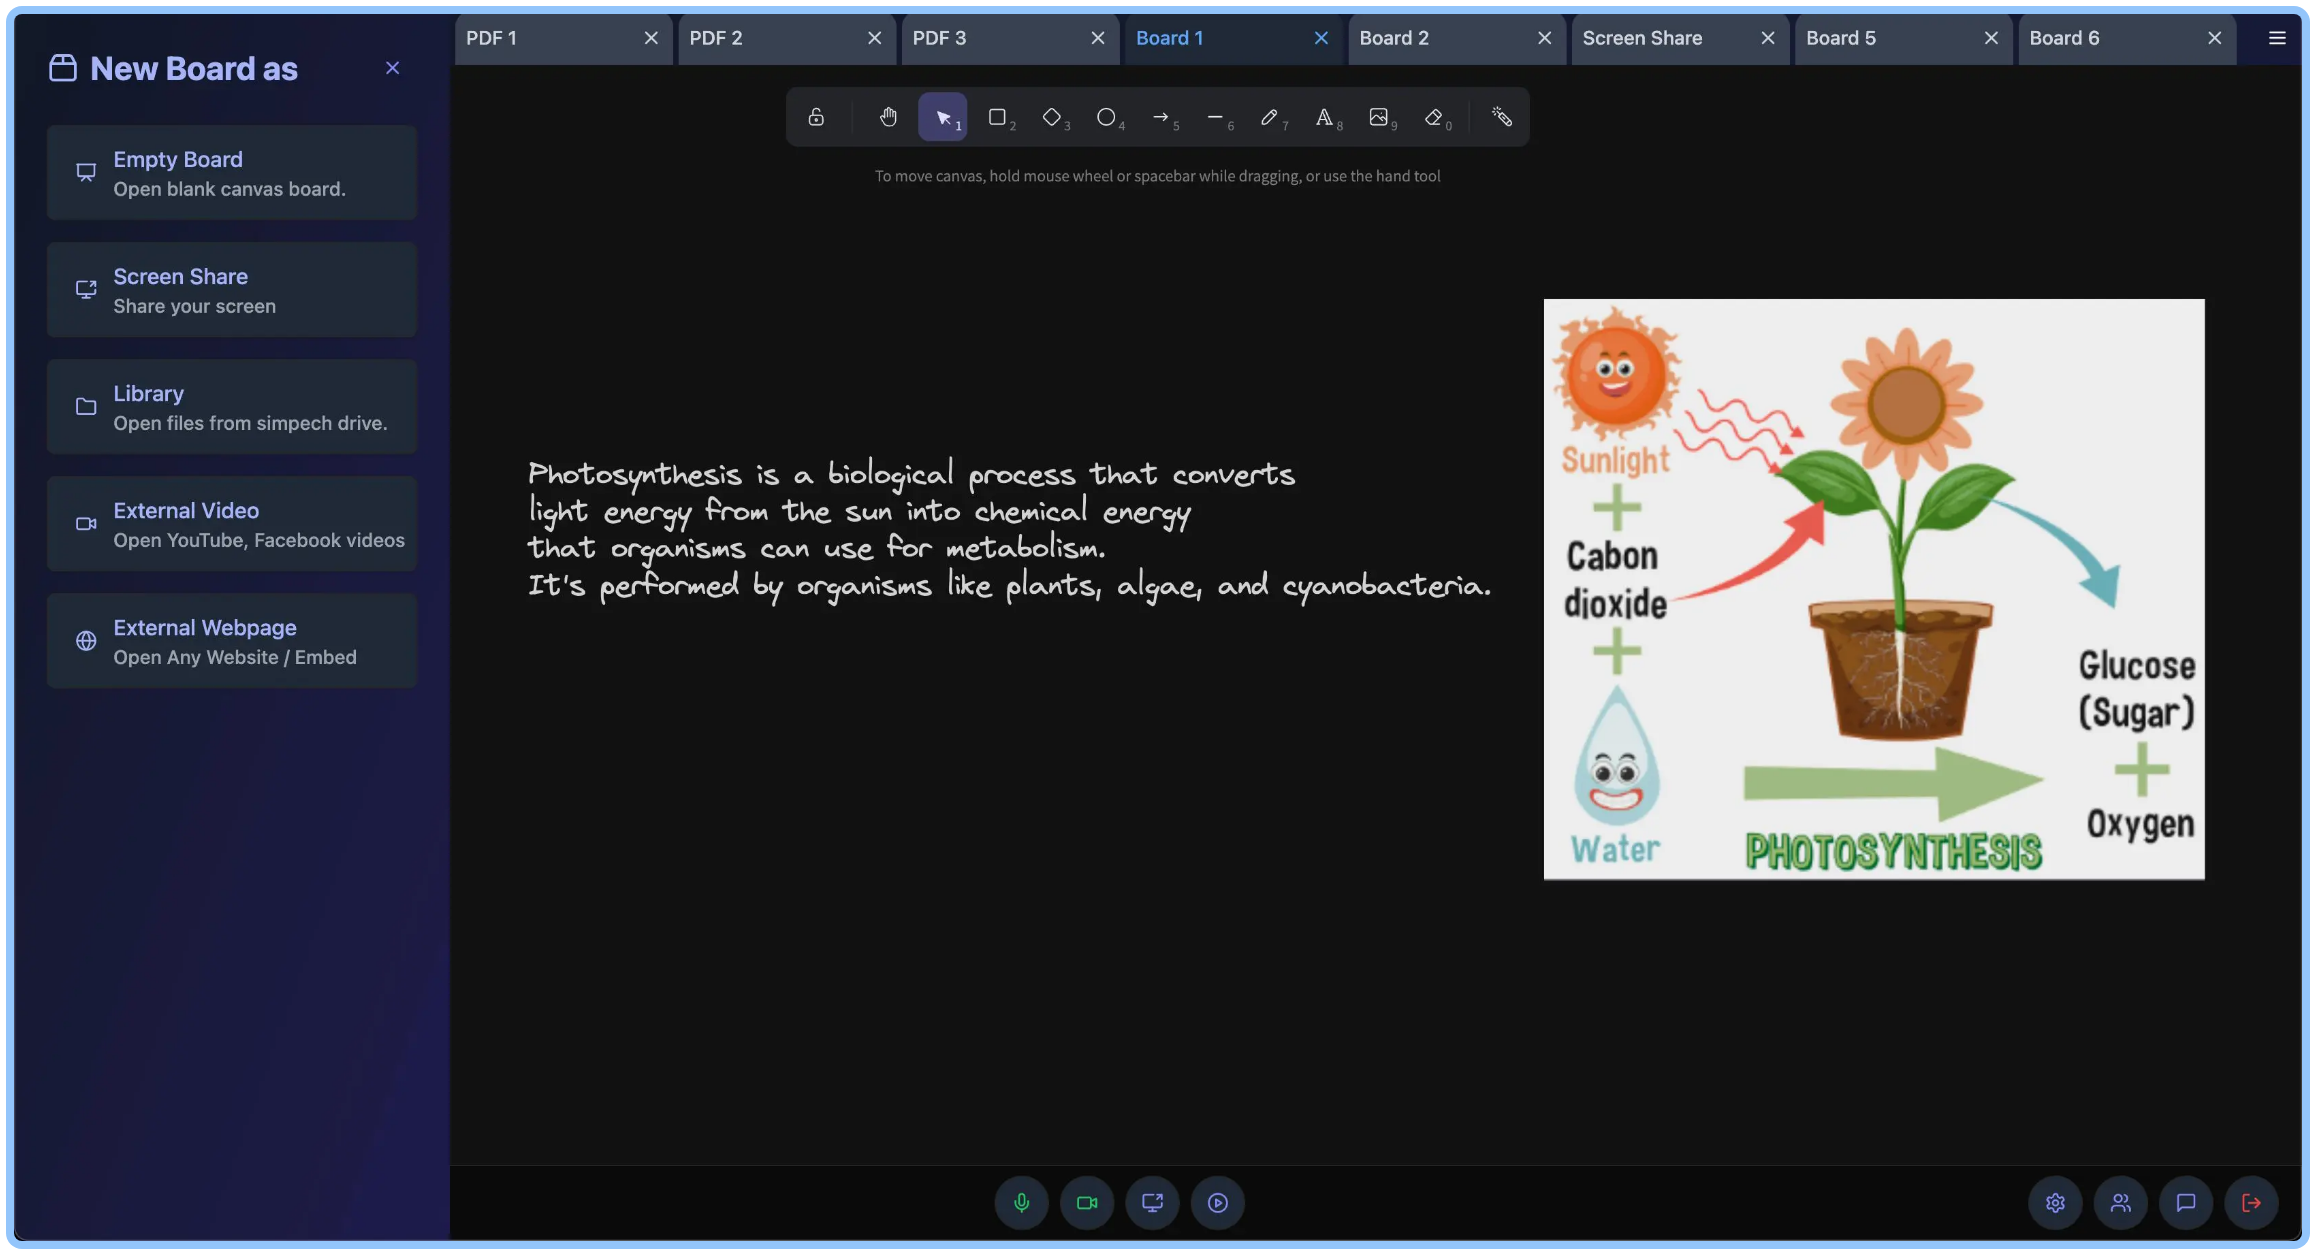 New Board as
Empty Board
Open blank canvas board.
Screen Share
Share your screen
Library
Open files from simpech drive.
External Video
Open YouTube, Facebook videos
External Webpage
Open Any Website / Embed
PDF 1
PDF 2
PDF 3
Board 1
Board 2
Screen Share
Board 5
Board 6
1
2
3
4
5
6
7
A 8
9
0
To move canvas, hold mouse wheel or spacebar while dragging, or use the hand tool
Photosynthesis is a biological process that converts
light energy from the sun into chemical energy
that organisms can use for metabolism.
It's performed by organisms like plants, algae, and cyanobacteria.
Sunlight
+
Cabon
dioxide
+
Water
Glucose
(Sugar)
+
Oxygen
PHOTOSYNTHESIS